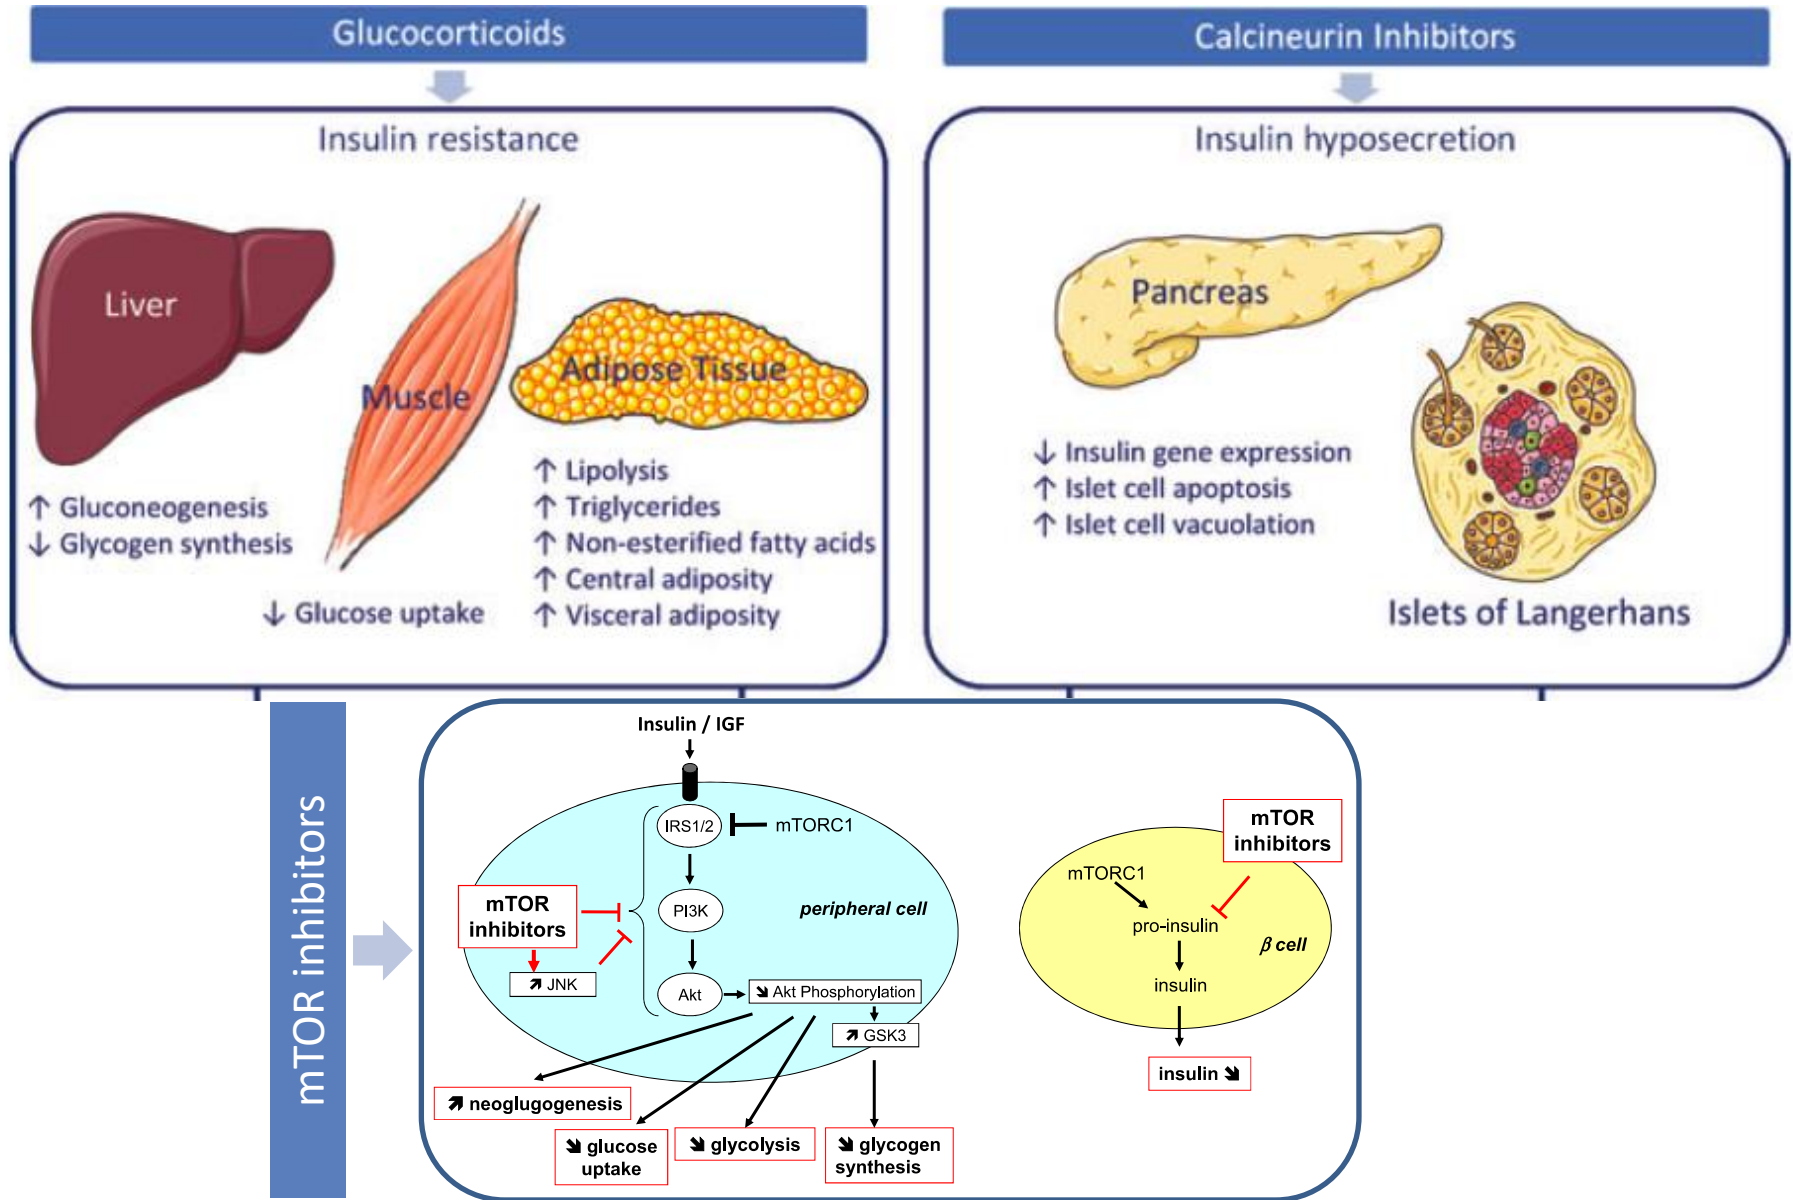 Glucocorticoids
Insulin resistance
Liver
Muscle
Adipose Tissue
↑ Gluconeogenesis
↓ Glycogen synthesis
↓ Glucose uptake
↑ Lipolysis
↑ Triglycerides
↑ Non-esterified fatty acids
↑ Central adiposity
↑ Visceral adiposity
Calcineurin Inhibitors
Insulin hyposecretion
Pancreas
↓ Insulin gene expression
↑ Islet cell apoptosis
↑ Islet cell vacuolation
Islets of Langerhans
mTOR inhibitors
Insulin / IGF
IRS1/2
mTORC1
mTOR
inhibitors
PI3K
peripheral cell
↗ JNK
Akt
↘ Akt Phosphorylation
↗ GSK3
↗ neoglugogenesis
↘ glucose
uptake
↘ glycolysis
↘ glycogen
synthesis
mTOR
inhibitors
mTORC1
pro-insulin
β cell
insulin
insulin ↘